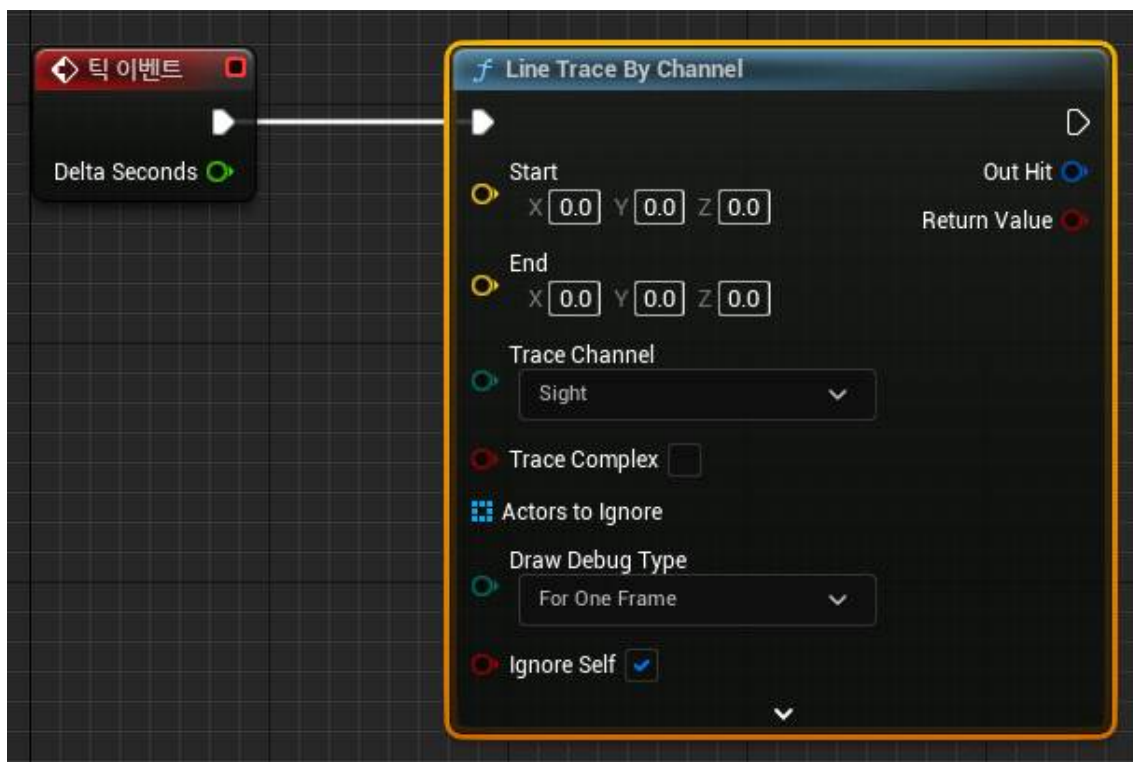 틱 이벤트
Delta Seconds
f Line Trace By Channel
Start
X 0.0 Y 0.0 Z 0.0
End
X 0.0 Y 0.0 Z 0.0
Trace Channel
Sight
Trace Complex
Actors to Ignore
Draw Debug Type
For One Frame
Ignore Self
Out Hit
Return Value